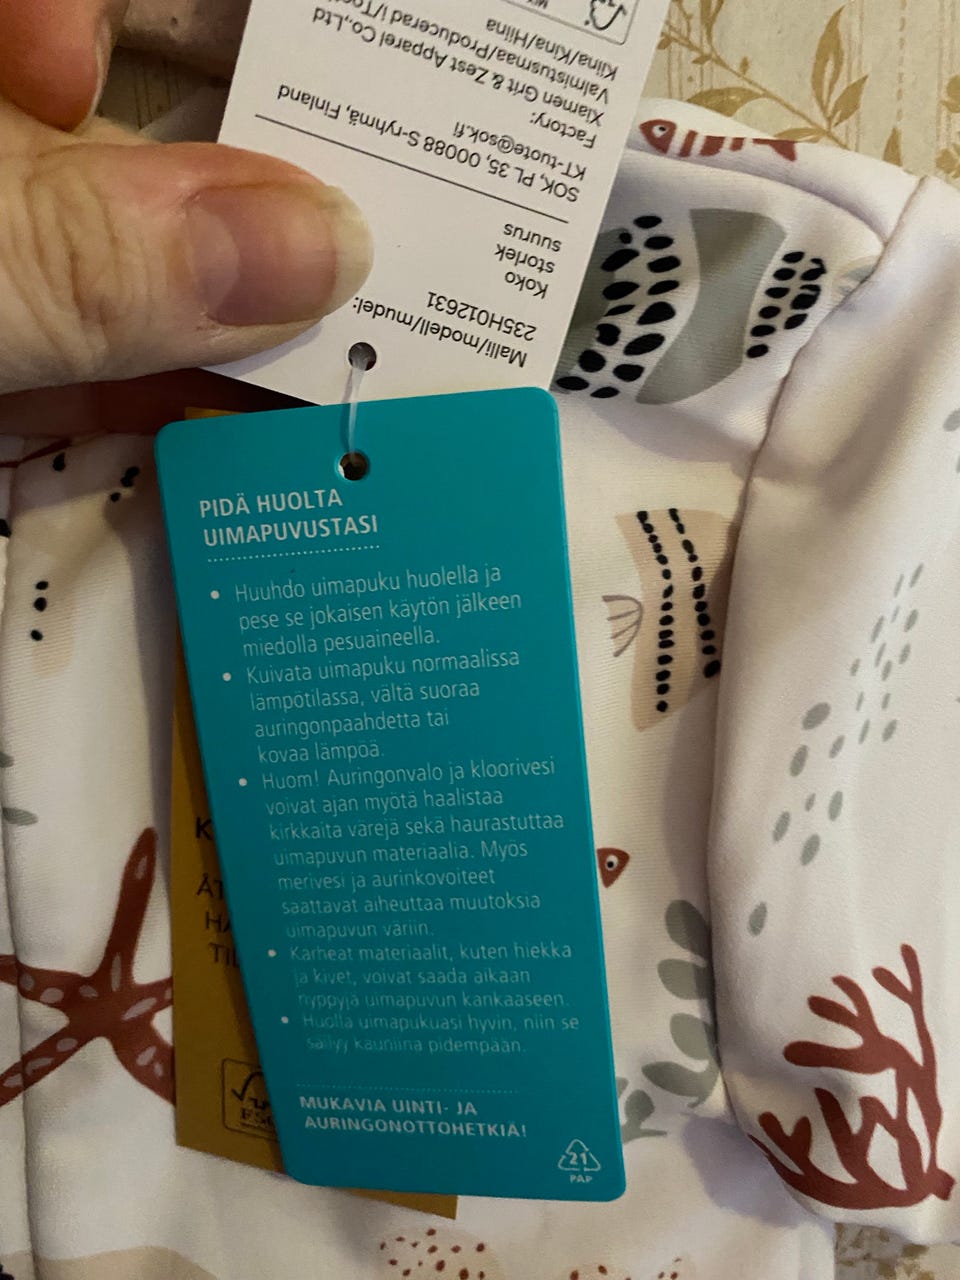 Malli/modell/mudel:
235H012631
Koko
storlek
suurus
SOK, PL 35, 00088 S-ryhmä, Finland
KT-tuote@sok.fi
Factory:
Xiamen Grit & Zest Apparel Co.,Ltd
Valmistusmaa/Producerad i/
Kiina/Kina/Hiina
PIDÄ HUOLTA
UIMAPUVUSTASI
• Huuhdo uimapuku huolella ja
pese se jokaisen käytön jälkeen
miedolla pesuaineella.
• Kuivata uimapuku normaalissa
lämpötilassa, vältä suoraa
auringonpaahdetta tai
kovaa lämpöä.
• Huom! Auringonvalo ja kloorivesi
voivat ajan myötä haalistaa
kirkkaita värejä sekä haurastuttaa
uimapuvun materiaalia. Myös
merivesi ja aurinkovoiteet
saattavat aiheuttaa muutoksia
uimapuvun väriin.
• Karheat materiaalit, kuten hiekka
ja kivet, voivat saada aikaan
nyppyjä uimapuvun kankaaseen.
• Huolla uimapukuasi hyvin, niin se
säilyy kauniina pidempään.
MUKAVIA UINTI- JA
AURINGONOTTOHETKIÄ!
21
PAP
K
ÅT
HA
TIL
FSC